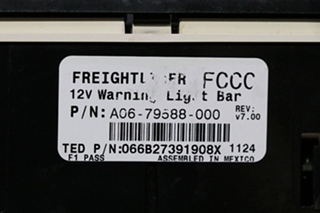 FREIGHTLINER FCCC
12V Warning Light Bar
P/N: A06-79588-000 REV: v7.00
TED P/N:066B27391908X 1124
F1 PASS ASSEMBLED IN MEXICO